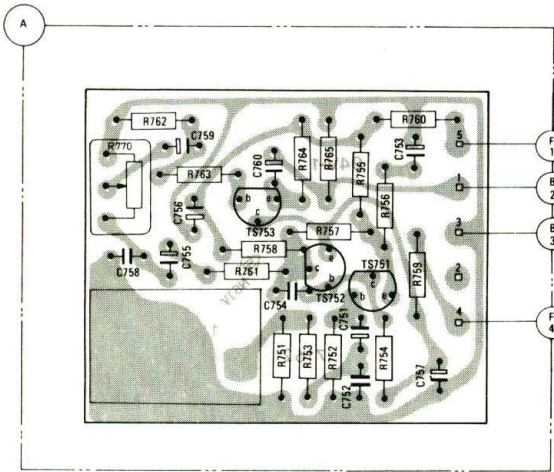 A
R762
C759
R770
R763
C760
R764
R765
R755
R760
C753
5
F
1
1
B
2
C756
b
e
c
TS753
R757
R756
3
B
3
C758
C755
R758
R761
e
c
b
TS752
TS751
c
b
e
R759
2
C754
C751
4
F
4
R751
R753
R752
C752
R754
C757